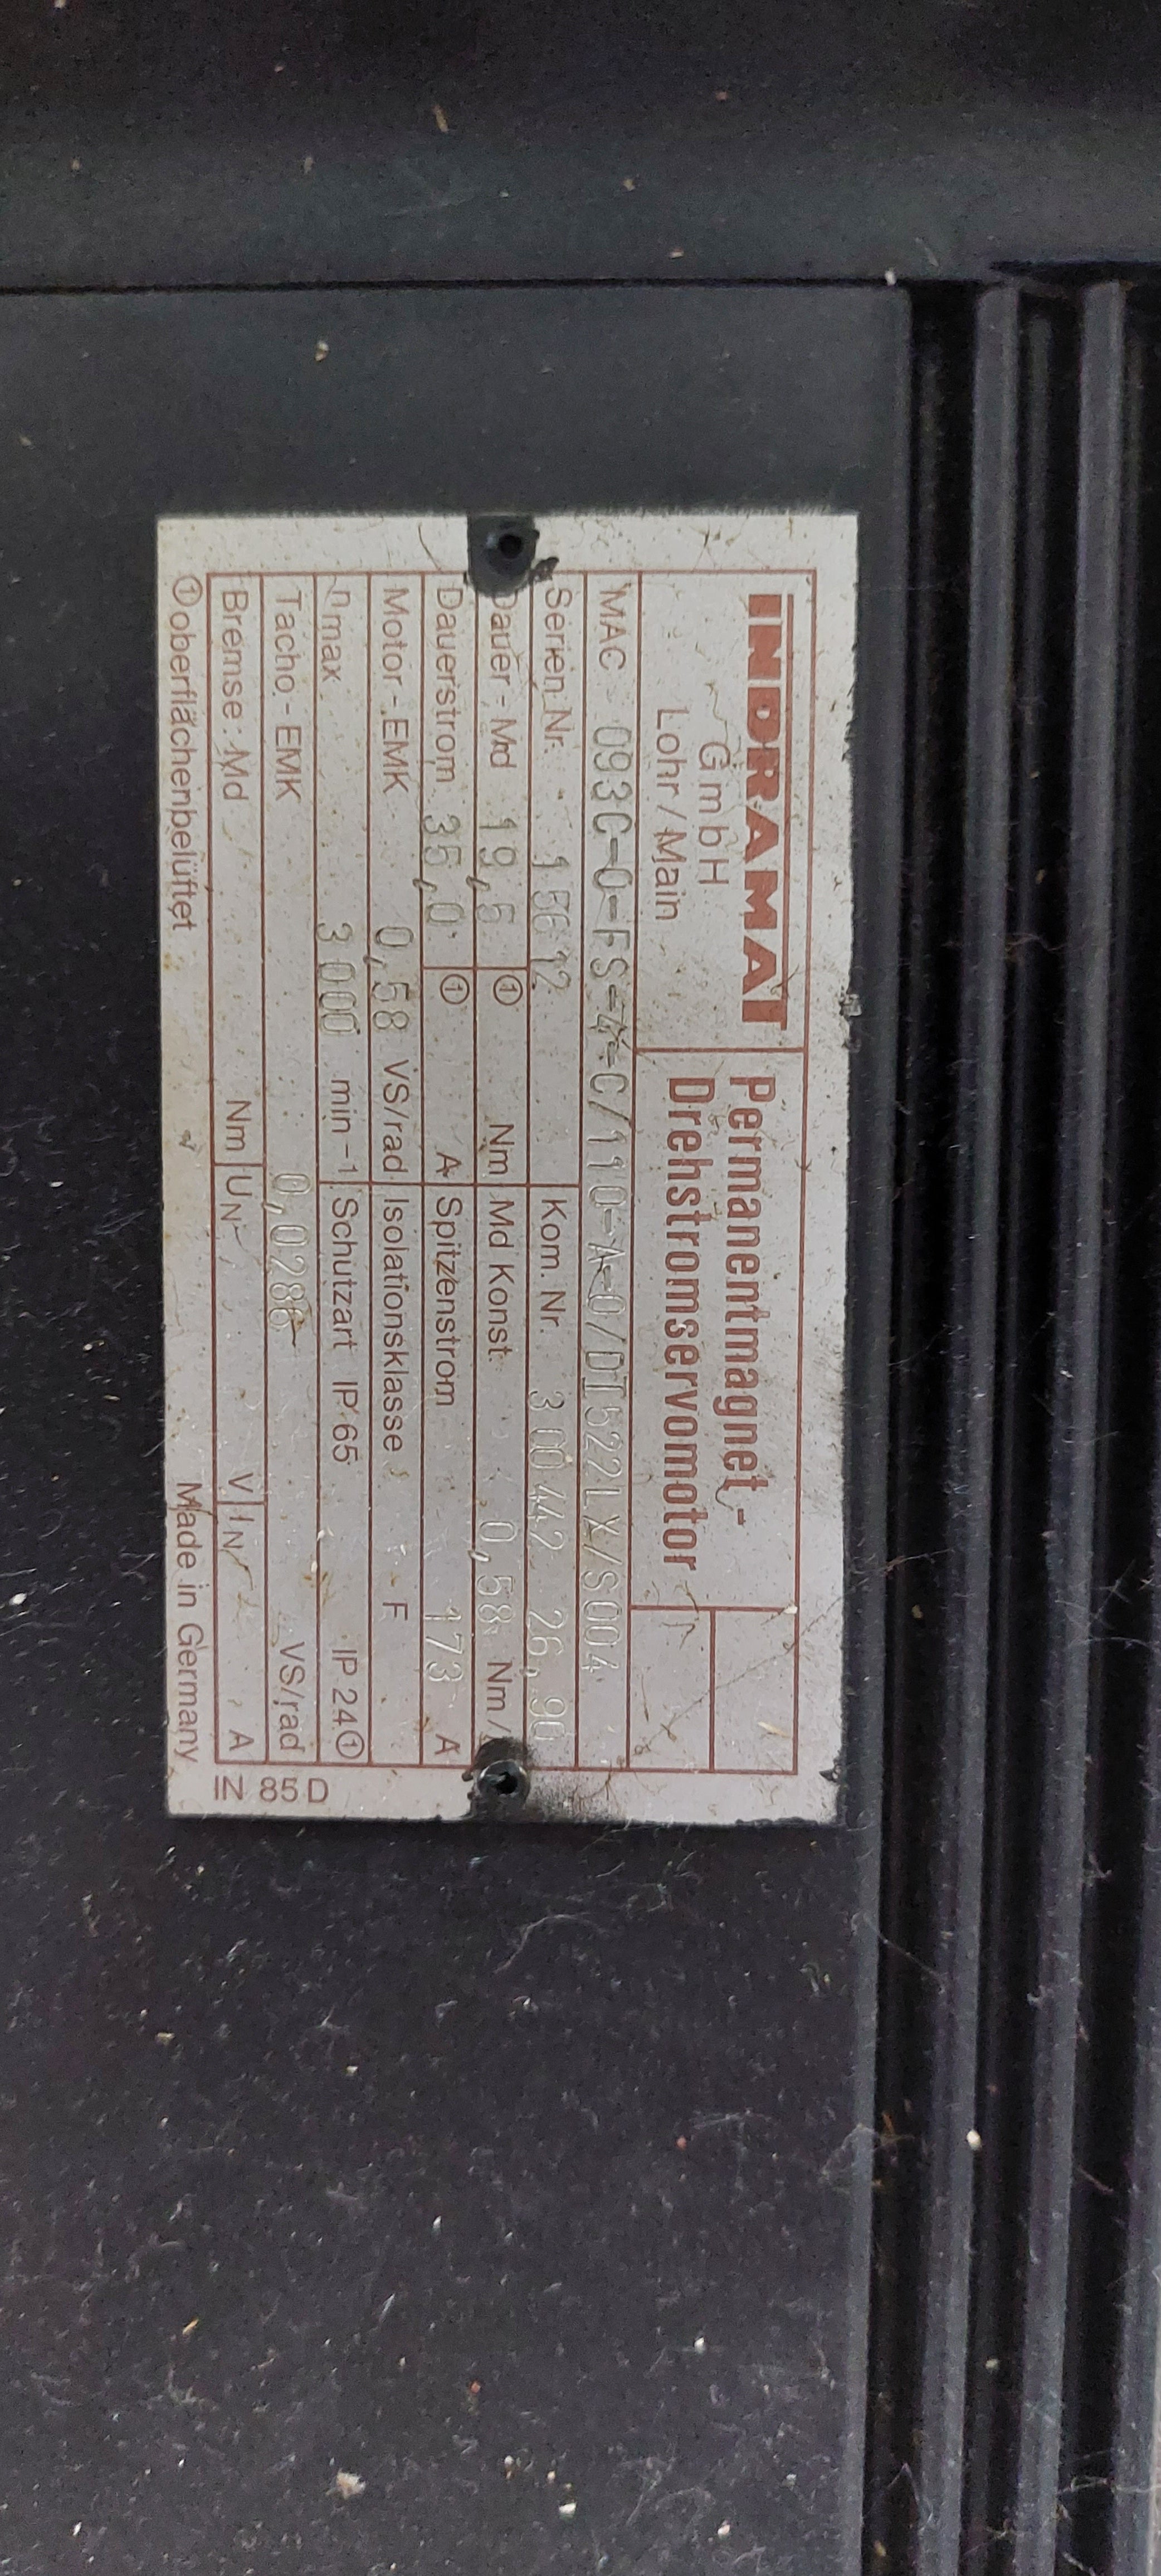 INDRAMAT
GmbH
Lohr/Main
Permanentmagnet-
Drehstromservomotor
MAC 093C-0-FS-4-C/110-A-0/DI522LX/S004
Serien Nr. 15612 Kom. Nr. 300442 26,90
Dauer-Md 19,5 ① Nm Md Konst. 0,58 Nm/
Dauerstrom 35,0 ① A Spitzenstrom 173 A
Motor-EMK 0,58 VS/rad Isolationsklasse F
nmax 3000 min-1 Schutzart IP 65 IP 24①
Tacho-EMK 0,0286 VS/rad
Bremse: Md Nm UN V IN A
①oberflächenbelüftet Made in Germany
IN 85 D